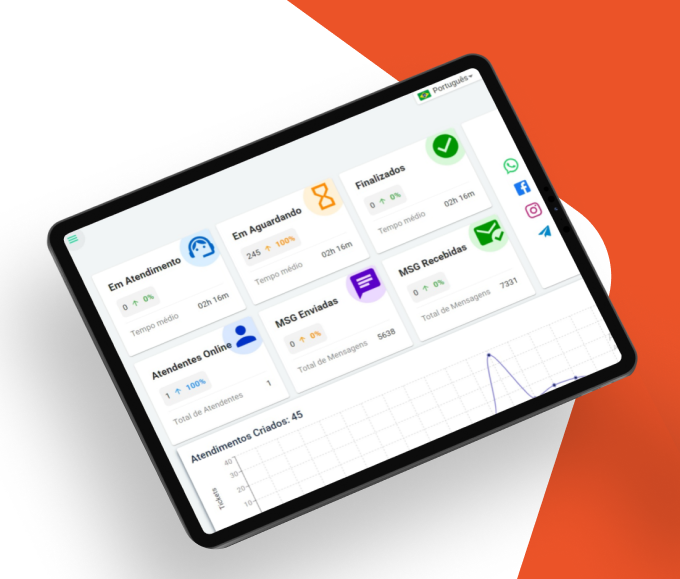 Português
Em Atendimento
0 ↑ 0%
Tempo médio 02h 16m
Em Aguardando
245 ↑ 100%
Tempo médio 02h 16m
Finalizados
0 ↑ 0%
Tempo médio 02h 16m
Atendentes Online
1 ↑ 100%
Total de Atendentes 1
MSG Enviadas
0 ↑ 0%
Total de Mensagens 5638
MSG Recebidas
0 ↑ 0%
Total de Mensagens 7331
Atendimentos Criados: 45
Tickets
40
30
20
10